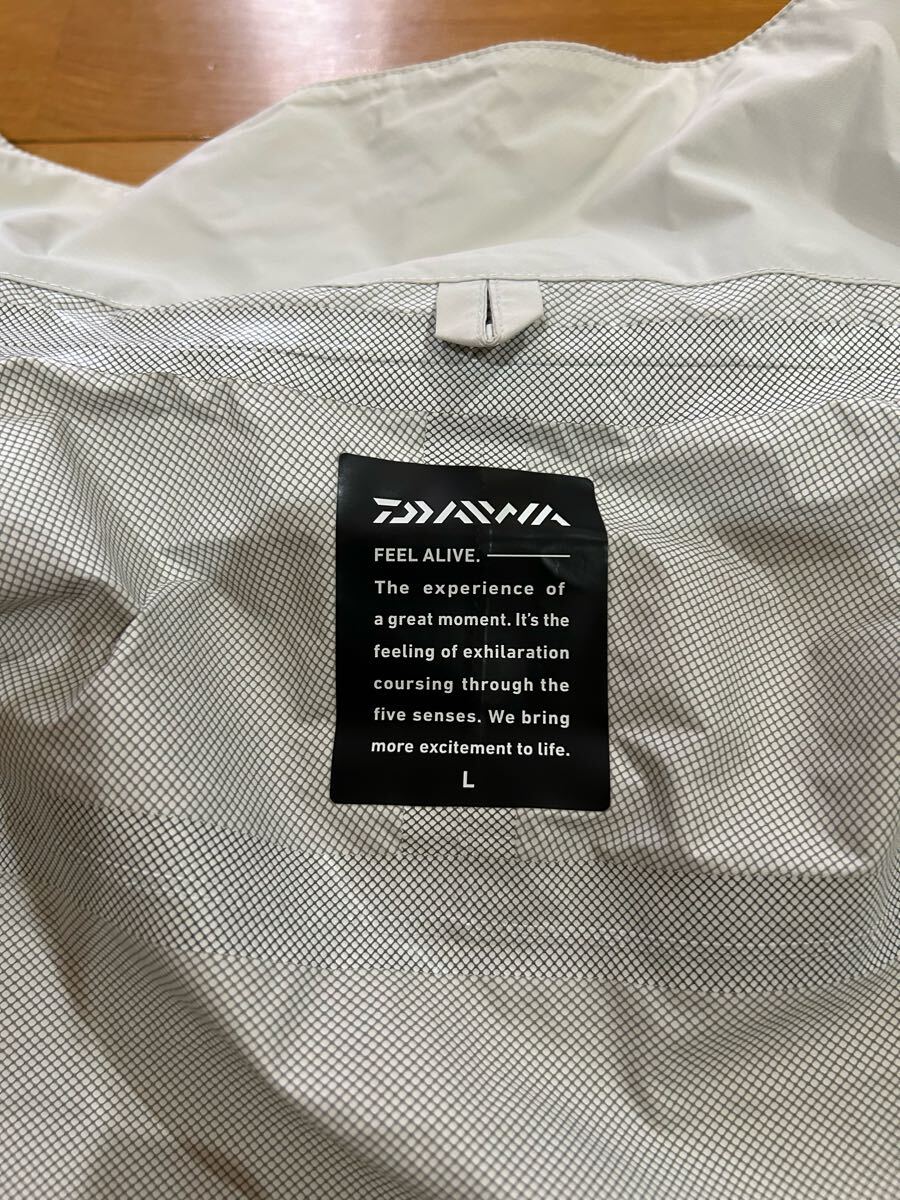 DAIWA
FEEL ALIVE.
The experience of
a great moment. It's the
feeling of exhilaration
coursing through the
five senses. We bring
more excitement to life.
L